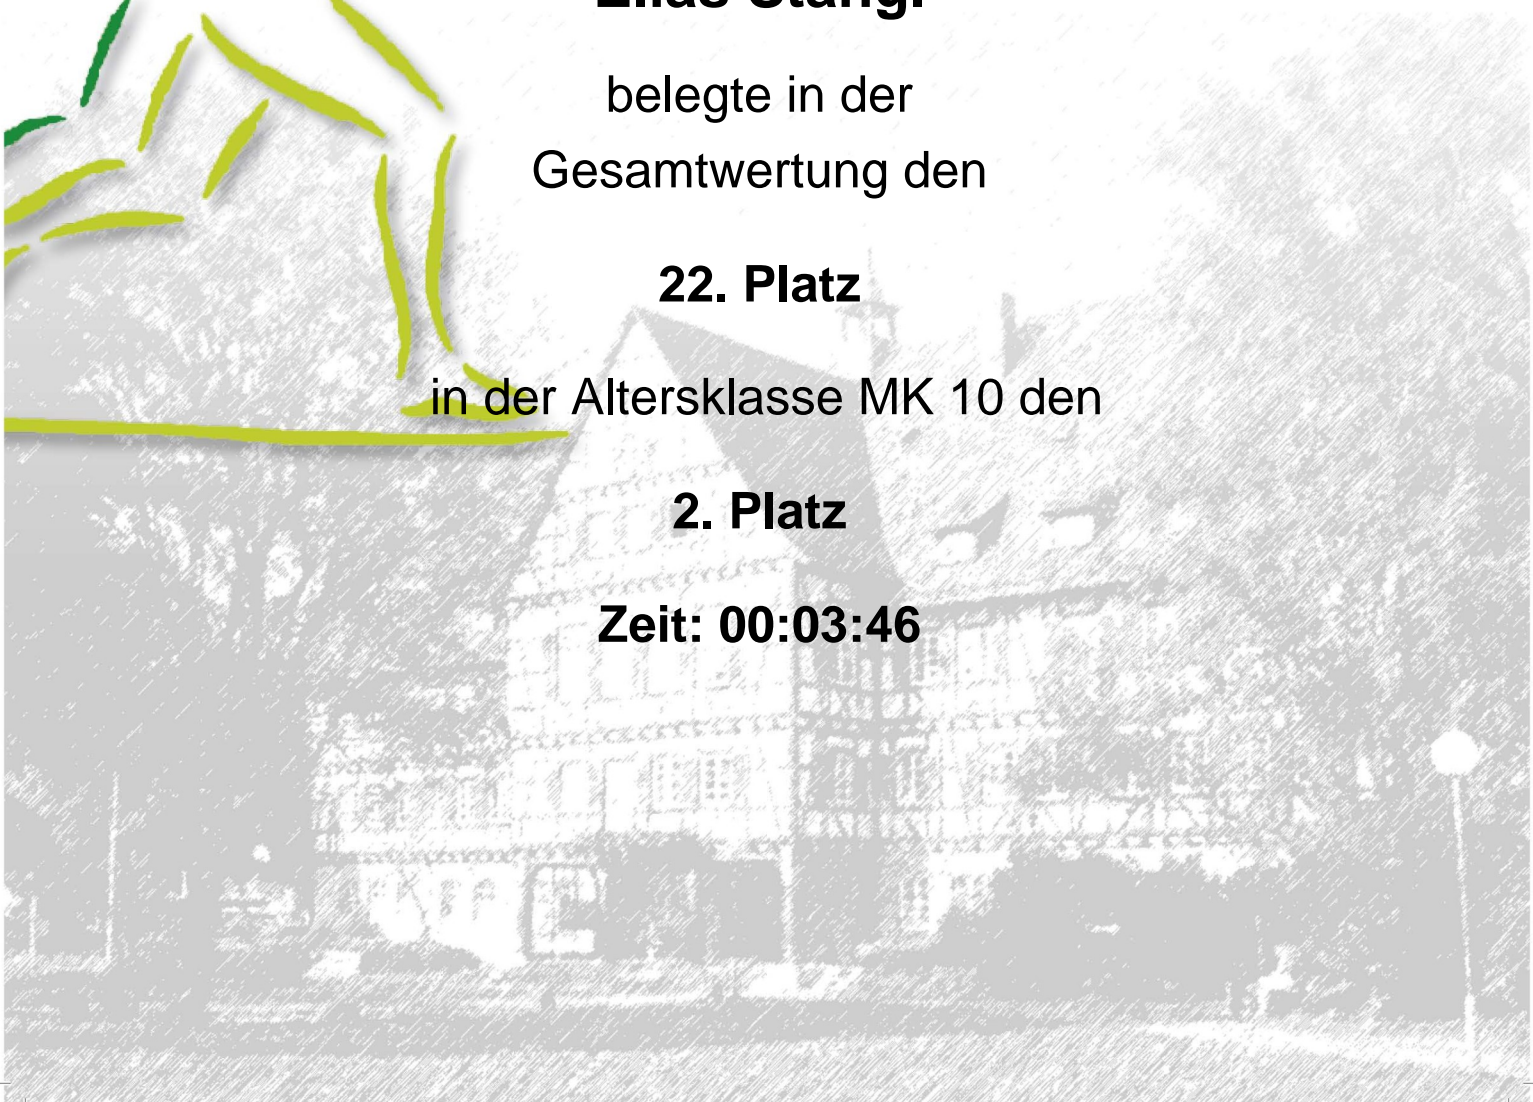 belegte in der
Gesamtwertung den
22. Platz
in der Altersklasse MK 10 den
2. Platz
Zeit: 00:03:46